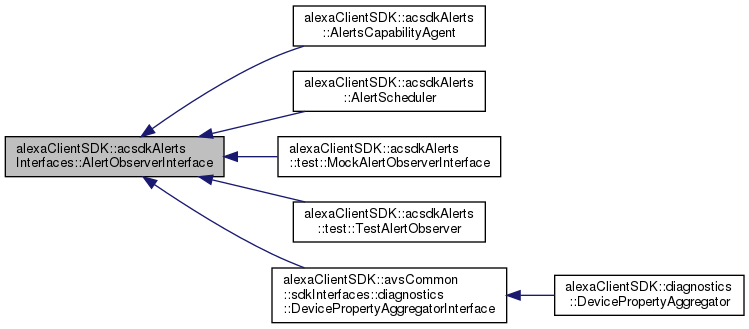 alexaClientSDK::acsdkAlerts
::AlertsCapabilityAgent
alexaClientSDK::acsdkAlerts
::AlertScheduler
alexaClientSDK::acsdkAlerts
Interfaces::AlertObserverInterface
alexaClientSDK::acsdkAlerts
::test::MockAlertObserverInterface
alexaClientSDK::acsdkAlerts
::test::TestAlertObserver
alexaClientSDK::avsCommon
::sdkInterfaces::diagnostics
::DevicePropertyAggregatorInterface
alexaClientSDK::diagnostics
::DevicePropertyAggregator